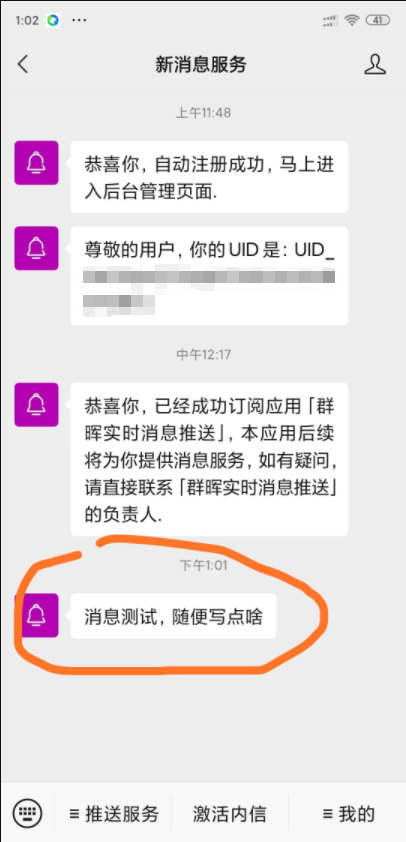 1:02
41
新消息服务
上午11:48
恭喜你，自动注册成功，马上进
入后台管理页面.
尊敬的用户，你的UID是：UID_
中午12:17
恭喜你，已经成功订阅应用「群
晖实时消息推送」，本应用后续
将为你提供消息服务，如有疑问，
请直接联系「群晖实时消息推送」
的负责人.
下午1:01
消息测试，随便写点啥
≡ 推送服务
激活内信
≡ 我的